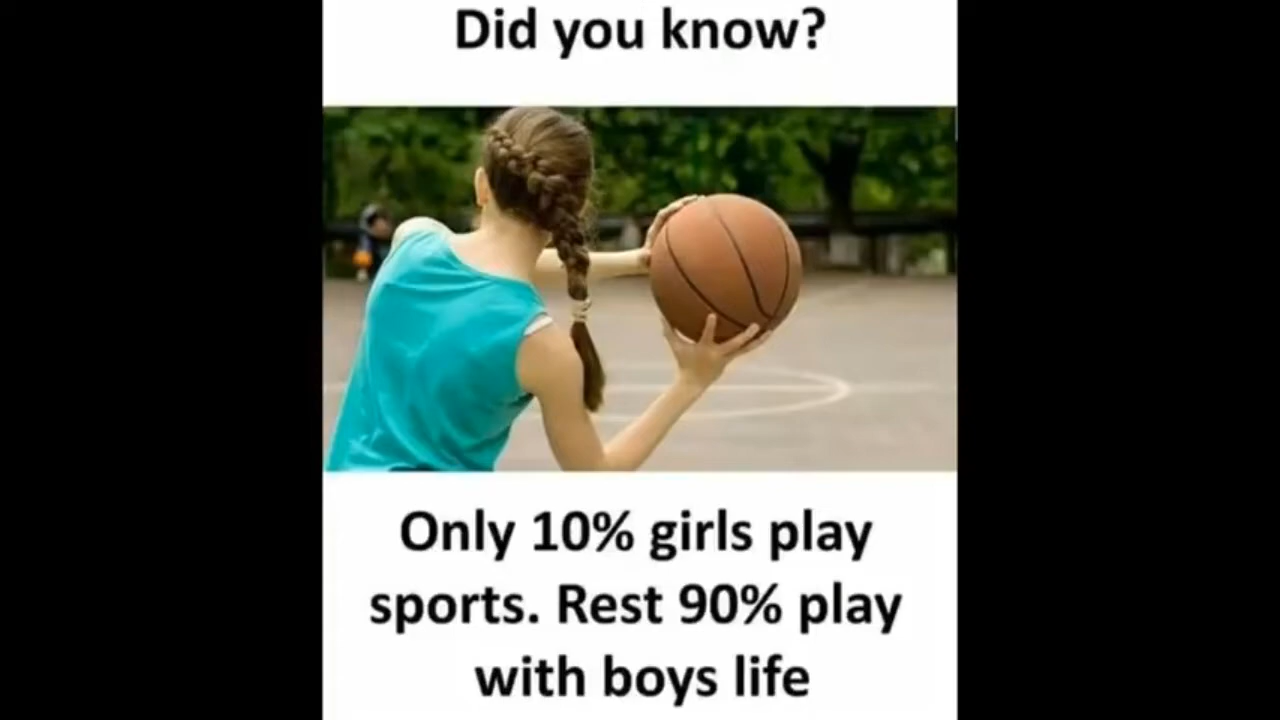 Did you know?
Only 10% girls play
sports. Rest 90% play
with boys life